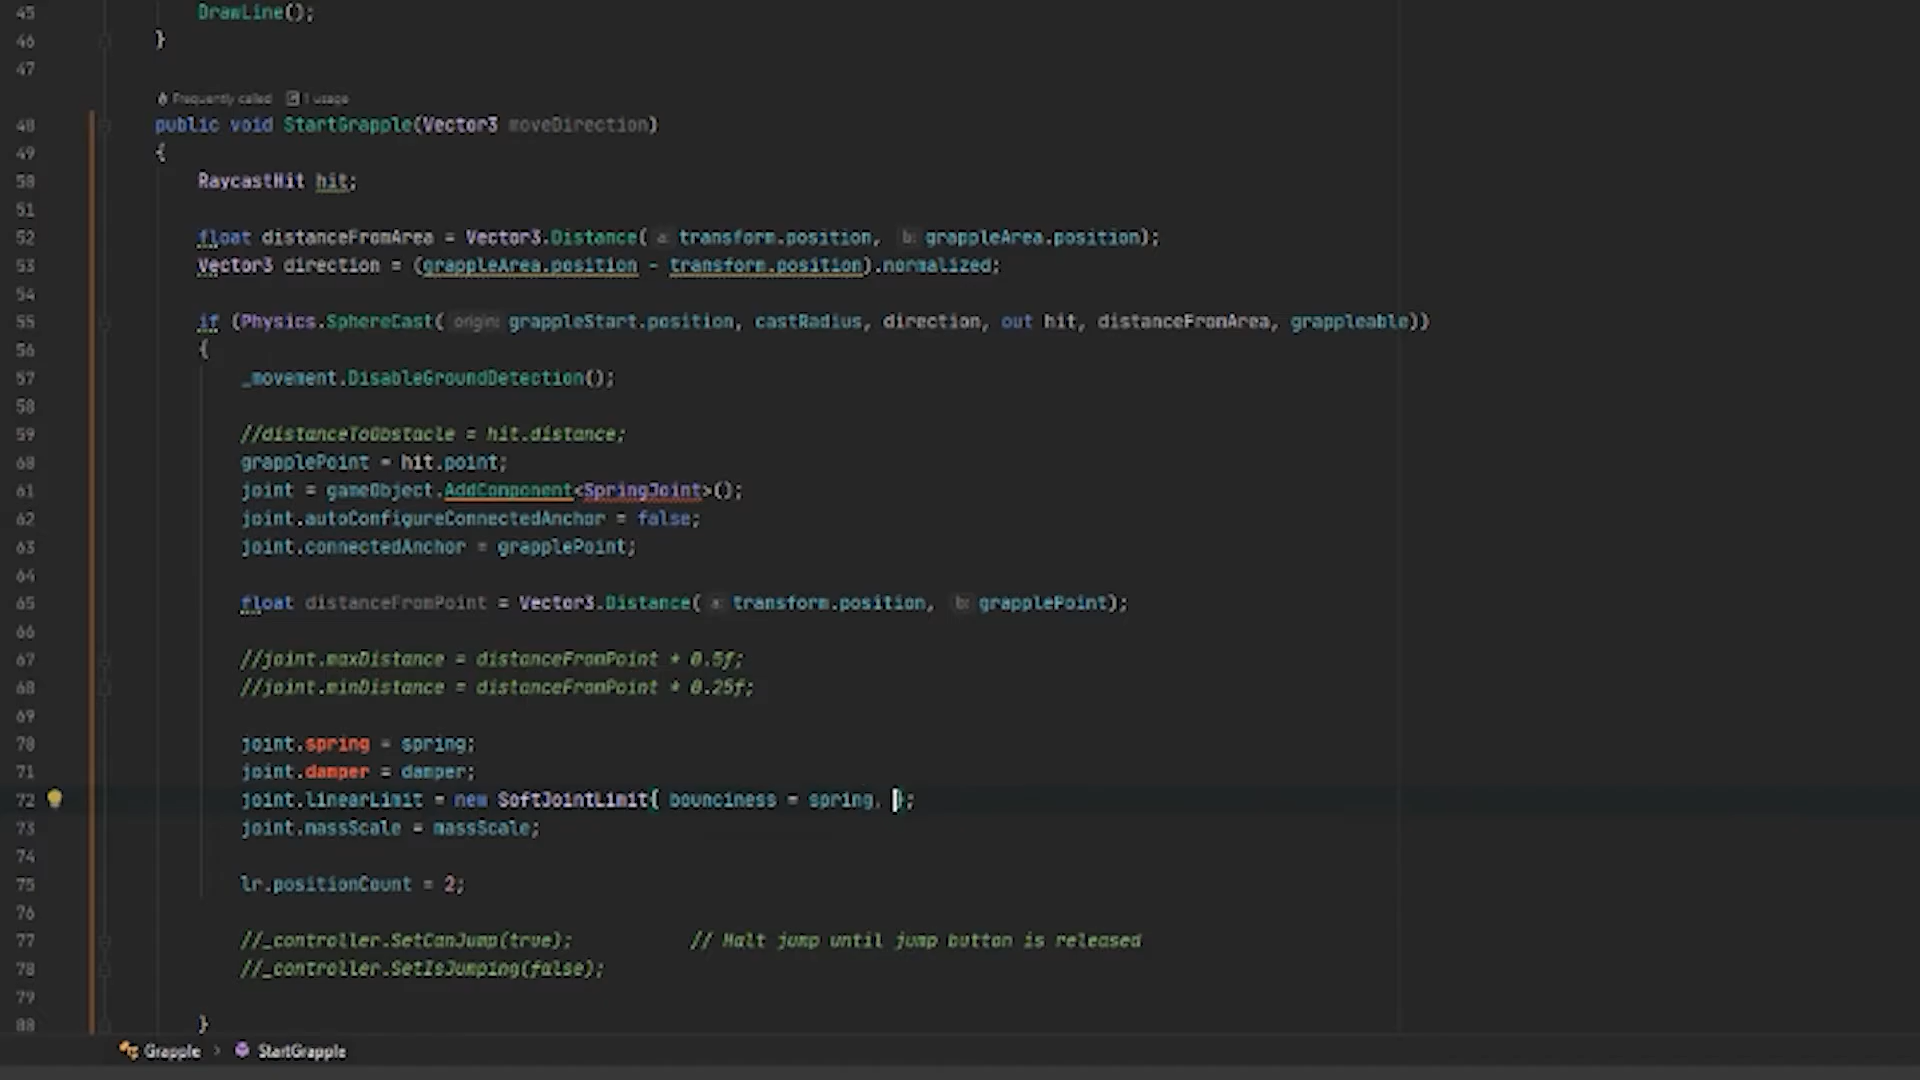 45 DrawLine();
46 }
47
Frequently called 1 usage
48 public void StartGrapple(Vector3 moveDirection)
49 {
50 RaycastHit hit;
51
52 float distanceFromArea = Vector3.Distance( a: transform.position, b: grappleArea.position);
53 Vector3 direction = (grappleArea.position - transform.position).normalized;
54
55 if (Physics.SphereCast( origin: grappleStart.position, castRadius, direction, out hit, distanceFromArea, grappleable))
56 {
57 _movement.DisableGroundDetection();
58
59 //distanceToObstacle = hit.distance;
60 grapplePoint = hit.point;
61 joint = gameObject.AddComponent<SpringJoint>();
62 joint.autoConfigureConnectedAnchor = false;
63 joint.connectedAnchor = grapplePoint;
64
65 float distanceFromPoint = Vector3.Distance( a: transform.position, b: grapplePoint);
66
67 //joint.maxDistance = distanceFromPoint * 0.5f;
68 //joint.minDistance = distanceFromPoint * 0.25f;
69
70 joint.spring = spring;
71 joint.damper = damper;
72 joint.linearLimit = new SoftJointLimit{ bounciness = spring, };
73 joint.massScale = massScale;
74
75 lr.positionCount = 2;
76
77 //_controller.SetCanJump(true); // Halt jump until jump button is released
78 //_controller.SetIsJumping(false);
79
80 }
Grapple > StartGrapple